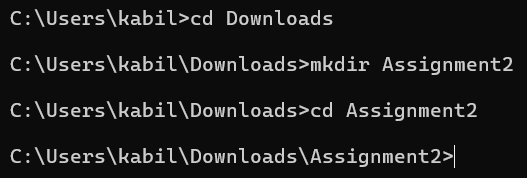 C:\Users\kabil>cd Downloads
C:\Users\kabil\Downloads>mkdir Assignment2
C:\Users\kabil\Downloads>cd Assignment2
C:\Users\kabil\Downloads\Assignment2>